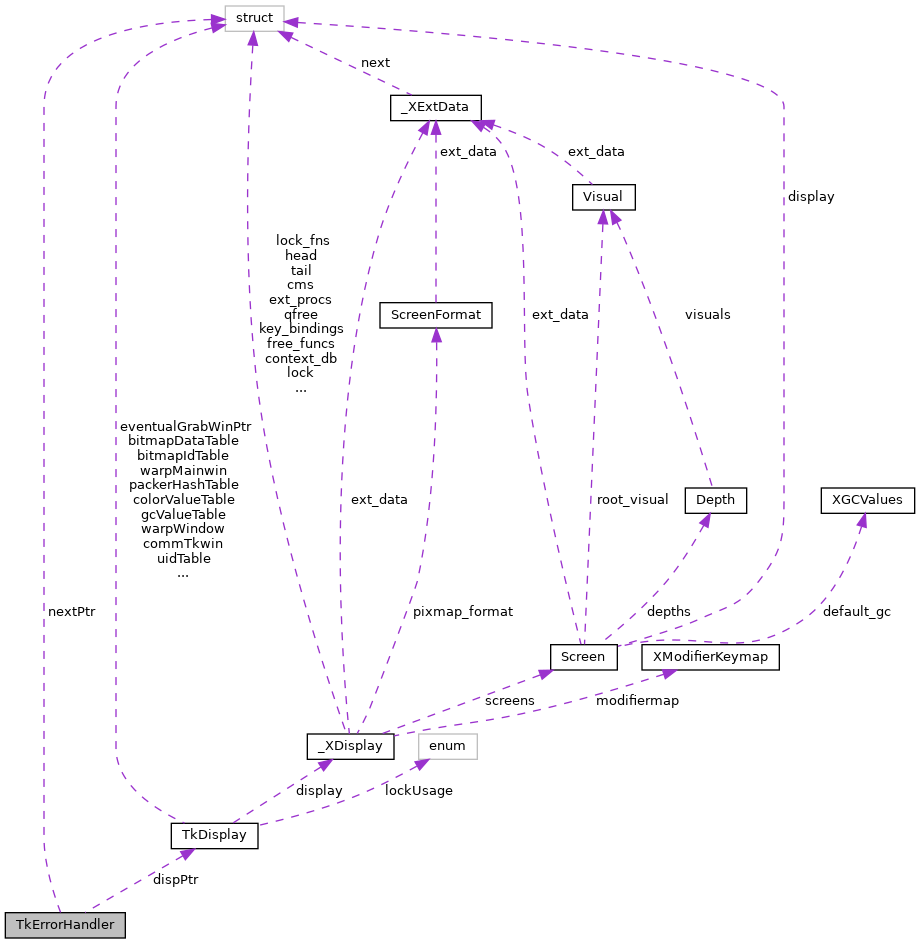 struct
next
_XExtData
ext_data
ext_data
Visual
display
lock_fns
head
tail
cms
ext_procs
qfree
key_bindings
free_funcs
context_db
lock
...
ScreenFormat
ext_data
visuals
eventualGrabWinPtr
bitmapDataTable
bitmapIdTable
warpMainwin
packerHashTable
colorValueTable
gcValueTable
warpWindow
commTkwin
uidTable
...
ext_data
root_visual
Depth
XGCValues
nextPtr
pixmap_format
depths
default_gc
Screen
XModifierKeymap
screens
modifiermap
_XDisplay
enum
display
lockUsage
TkDisplay
dispPtr
TkErrorHandler